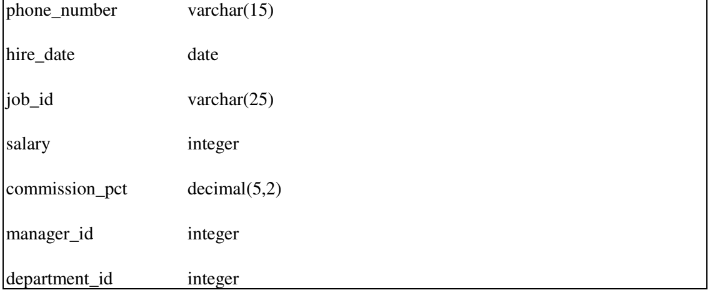 phone_number varchar(15)
hire_date date
job_id varchar(25)
salary integer
commission_pct decimal(5,2)
manager_id integer
department_id integer